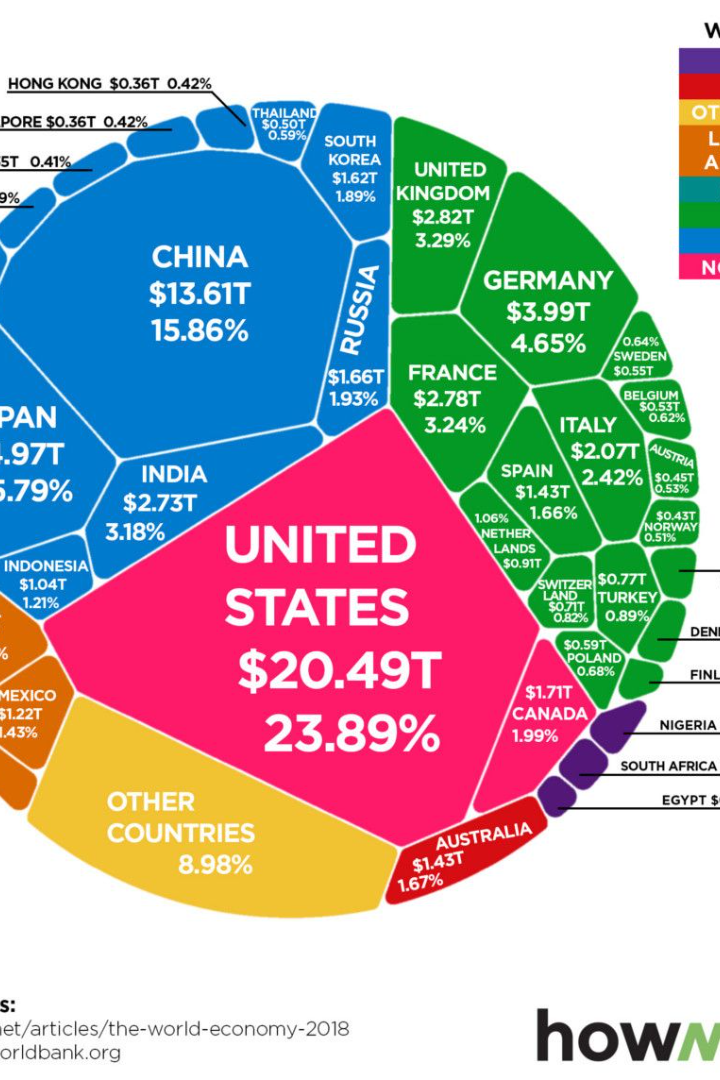 W
HONG KONG $0.36T 0.42%
PORE $0.36T 0.42%
5T 0.41%
9%
OT
L
A
NO
THAILAND
$0.50T
0.59%
SOUTH
KOREA
$1.62T
1.89%
UNITED
KINGDOM
$2.82T
3.29%
CHINA
$13.61T
15.86%
RUSSIA
$1.66T
1.93%
GERMANY
$3.99T
4.65%
0.64%
SWEDEN
$0.55T
FRANCE
$2.78T
3.24%
BELGIUM
$0.53T
0.62%
ITALY
$2.07T
2.42%
AUSTRIA
$0.45T
0.53%
PAN
.97T
5.79%
INDIA
$2.73T
3.18%
SPAIN
$1.43T
1.66%
$0.43T
NORWAY
0.51%
1.06%
NETHER
LANDS
$0.91T
INDONESIA
$1.04T
1.21%
UNITED
STATES
$20.49T
23.89%
SWITZER
LAND
$0.71T
0.82%
$0.77T
TURKEY
0.89%
DEN
$0.59T
POLAND
0.68%
FINL
%
MEXICO
$1.22T
1.43%
$1.71T
CANADA
1.99%
NIGERIA
SOUTH AFRICA
EGYPT $
OTHER
COUNTRIES
8.98%
AUSTRALIA
$1.43T
1.67%
s:
net/articles/the-world-economy-2018
orldbank.org
how